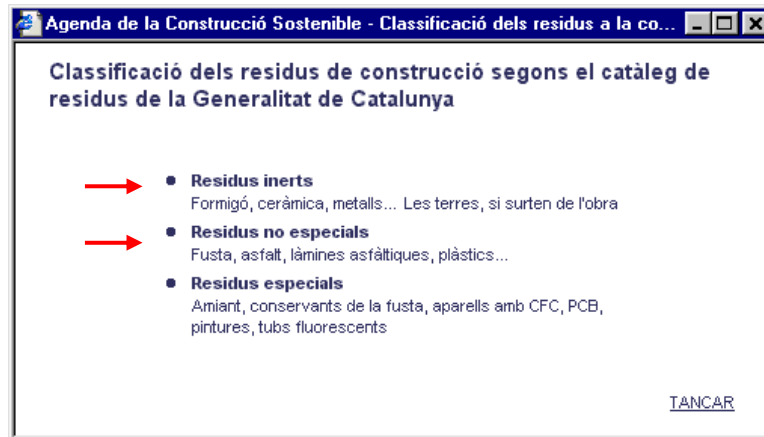 Agenda de la Construcció Sostenible - Classificació dels residus a la co...
Classificació dels residus de construcció segons el catàleg de
residus de la Generalitat de Catalunya
Residus inerts
Formigó, ceràmica, metalls... Les terres, si surten de l'obra
Residus no especials
Fusta, asfalt, làmines asfàltiques, plàstics...
Residus especials
Amiant, conservants de la fusta, aparells amb CFC, PCB,
pintures, tubs fluorescents
TANCAR